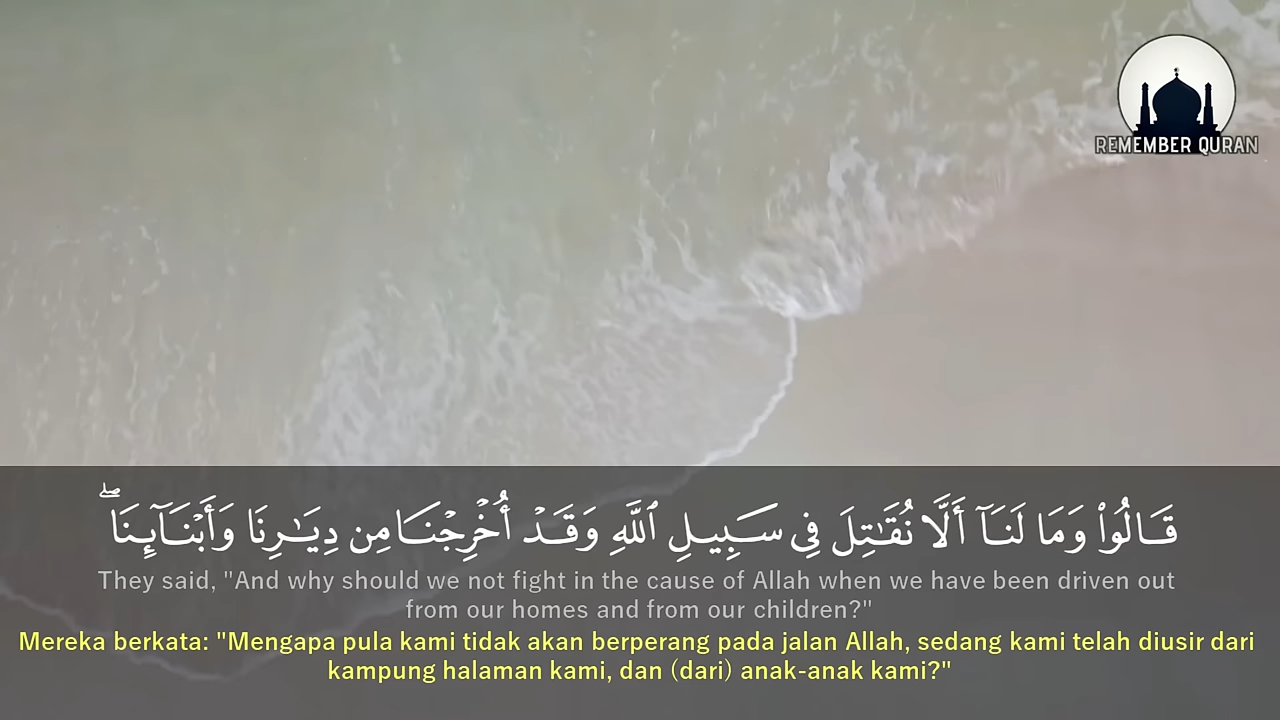 REMEMBER QURAN
قَالُوا۟ وَمَا لَنَآ أَلَّا نُقَـٰتِلَ فِى سَبِيلِ ٱللَّهِ وَقَدْ أُخْرِجْنَا مِن دِيَـٰرِنَا وَأَبْنَآئِنَا ۖ
They said, "And why should we not fight in the cause of Allah when we have been driven out
from our homes and from our children?"
Mereka berkata: "Mengapa pula kami tidak akan berperang pada jalan Allah, sedang kami telah diusir dari
kampung halaman kami, dan (dari) anak-anak kami?"